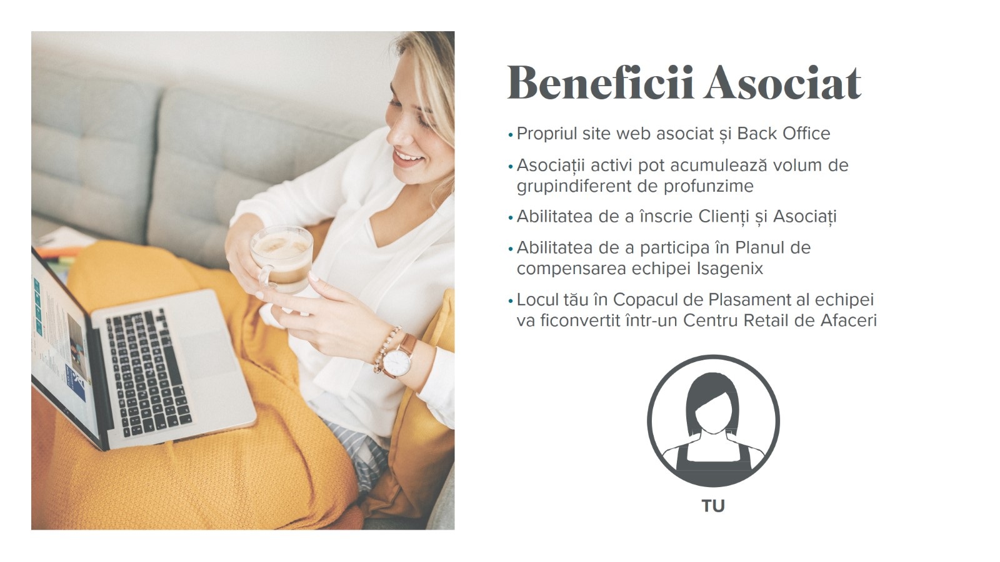 Beneficii Asociat
• Propriul site web asociat și Back Office
• Asociații activi pot acumulează volum de
grupindiferent de profunzime
• Abilitatea de a înscrie Clienți și Asociați
• Abilitatea de a participa în Planul de
compensarea echipei Isagenix
• Locul tău în Copacul de Plasament al echipei
va ficonvertit într-un Centru Retail de Afaceri
TU